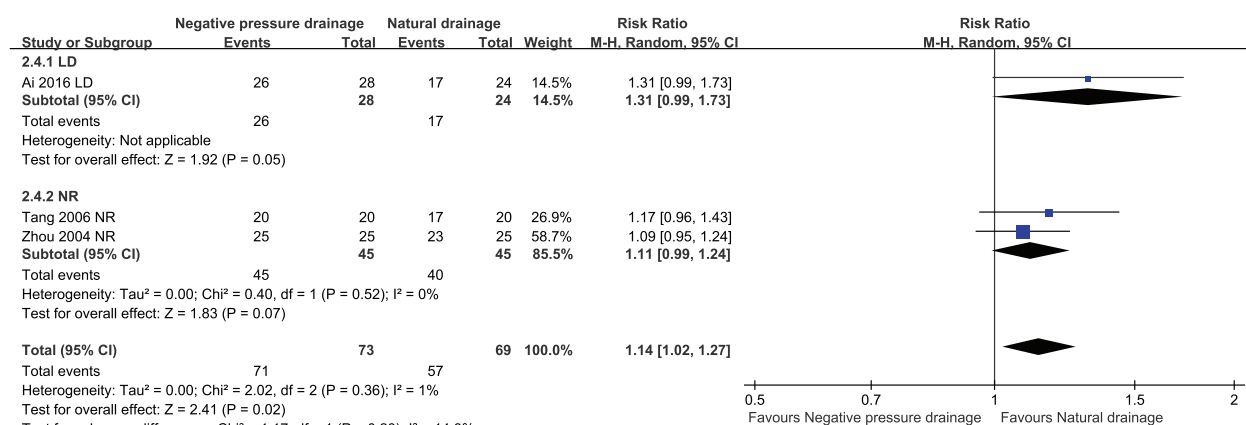 Negative pressure drainage Natural drainage Risk Ratio Risk Ratio
Study or Subgroup Events Total Events Total Weight M-H, Random, 95% CI M-H, Random, 95% CI
2.4.1 LD
Ai 2016 LD 26 28 17 24 14.5% 1.31 [0.99, 1.73]
Subtotal (95% CI) 28 24 14.5% 1.31 [0.99, 1.73]
Total events 26 17
Heterogeneity: Not applicable
Test for overall effect: Z = 1.92 (P = 0.05)
2.4.2 NR
Tang 2006 NR 20 20 17 20 26.9% 1.17 [0.96, 1.43]
Zhou 2004 NR 25 25 23 25 58.7% 1.09 [0.95, 1.24]
Subtotal (95% CI) 45 45 85.5% 1.11 [0.99, 1.24]
Total events 45 40
Heterogeneity: Tau² = 0.00; Chi² = 0.40, df = 1 (P = 0.52); I² = 0%
Test for overall effect: Z = 1.83 (P = 0.07)
Total (95% CI) 73 69 100.0% 1.14 [1.02, 1.27]
Total events 71 57
Heterogeneity: Tau² = 0.00; Chi² = 2.02, df = 2 (P = 0.36); I² = 1%
Test for overall effect: Z = 2.41 (P = 0.02)
0.5 0.7 1 1.5 2
Favours Negative pressure drainage Favours Natural drainage